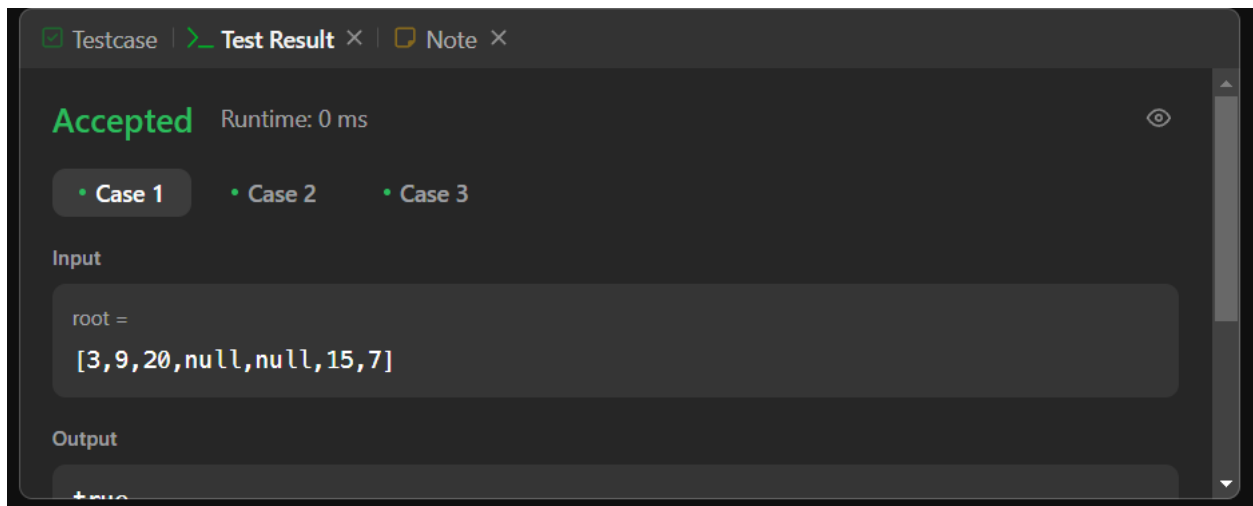 Testcase Test Result Note
Accepted Runtime: 0 ms
Case 1 Case 2 Case 3
Input
root =
[3,9,20,null,null,15,7]
Output
true